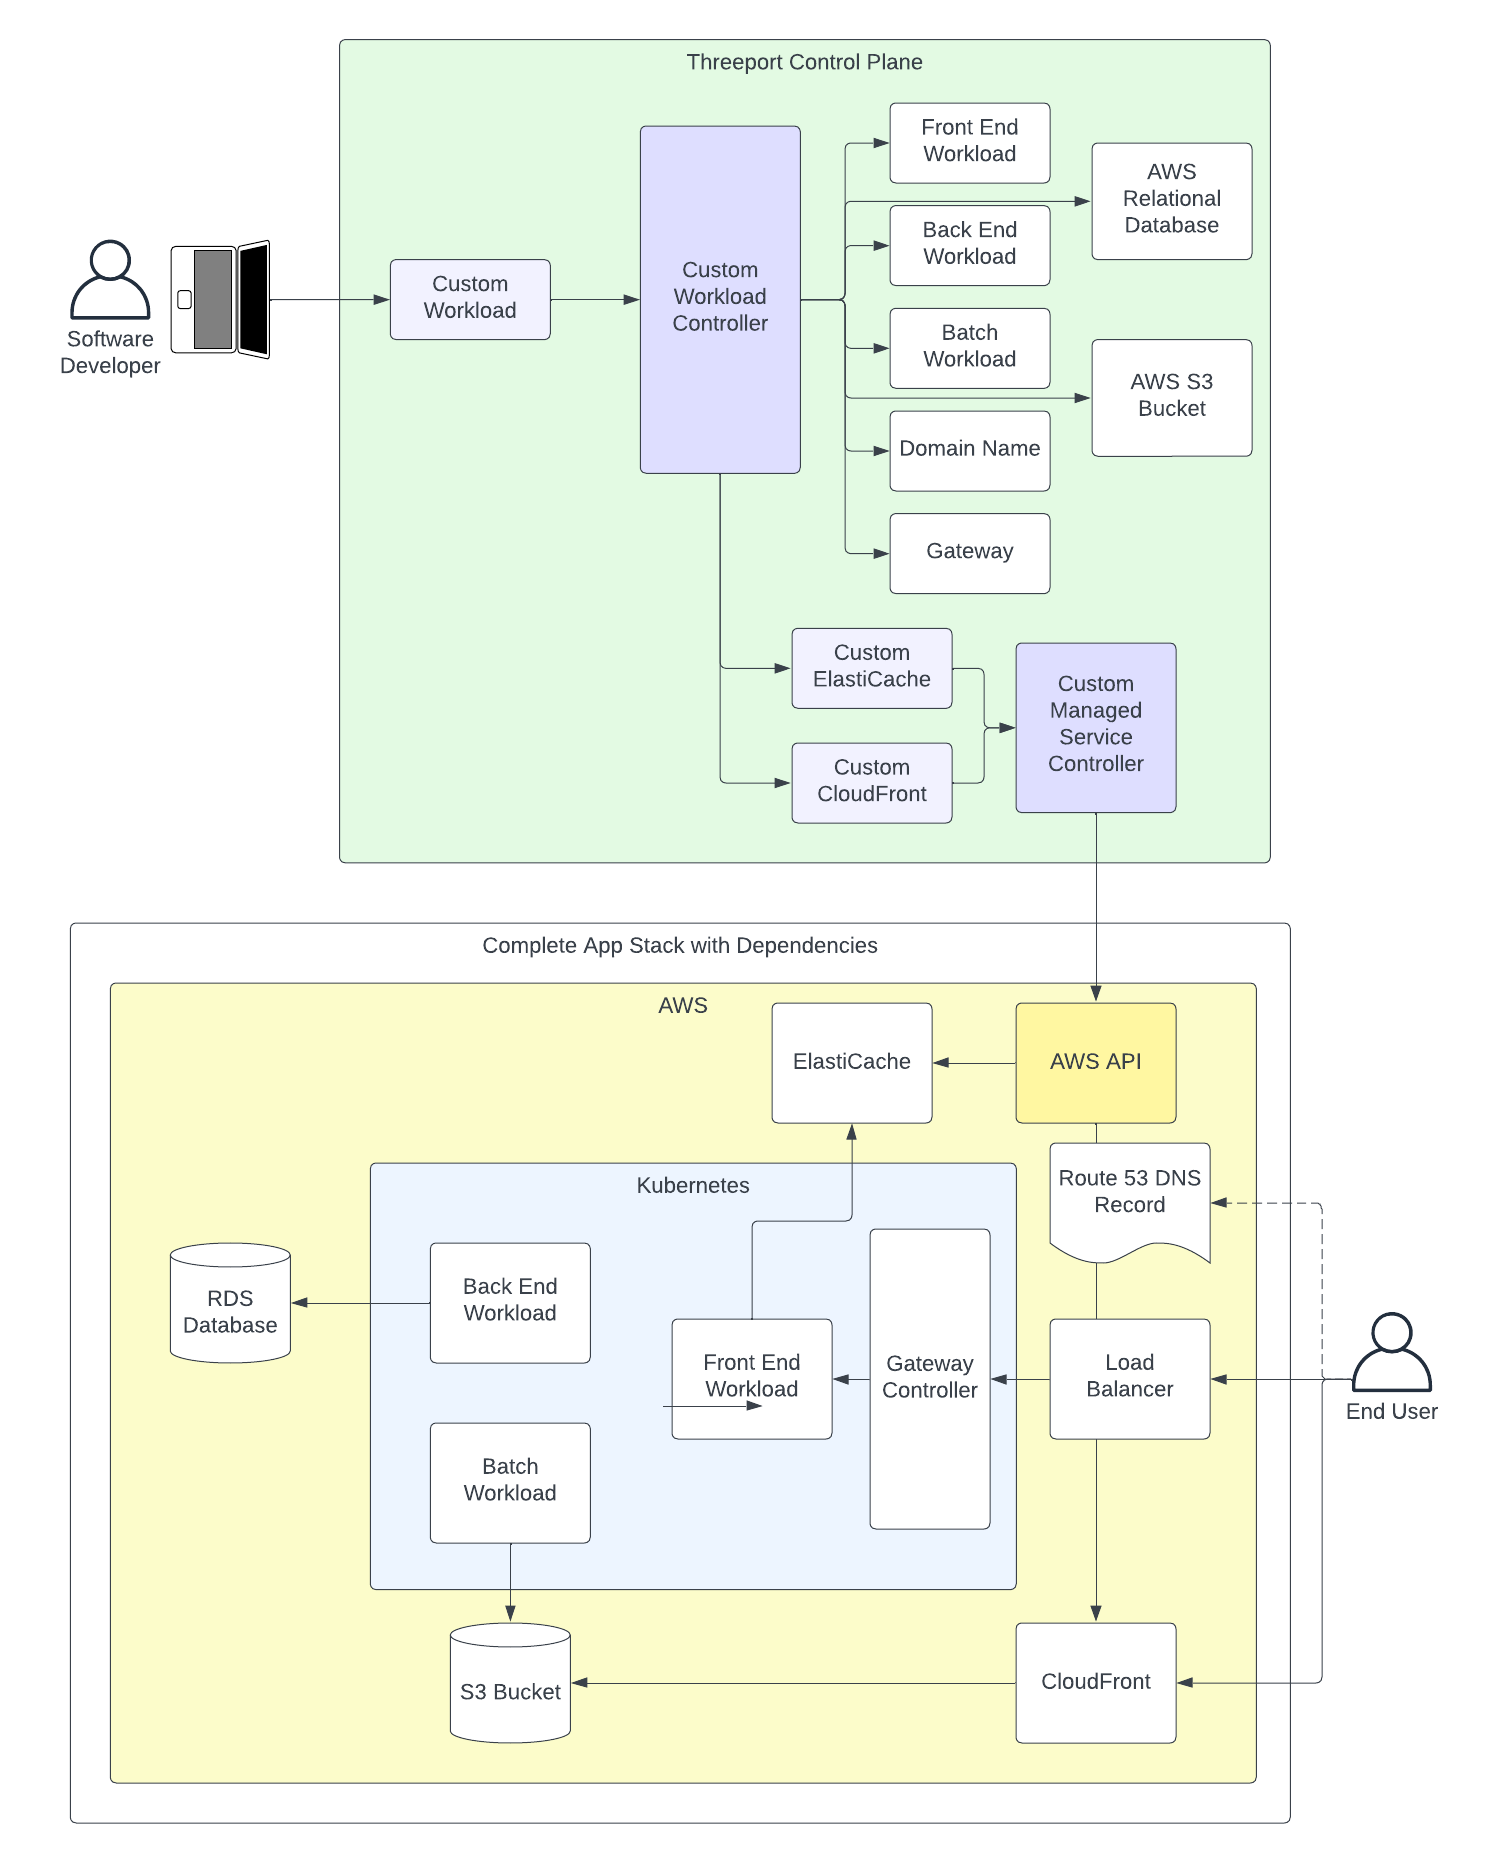 Threeport Control Plane
Front End
Workload
AWS
Relational
Database
Back End
Workload
Custom
Workload
Controller
Custom
Workload
Software
Developer
Batch
Workload
AWS S3
Bucket
Domain Name
Gateway
Custom
ElastiCache
Custom
Managed
Service
Controller
Custom
CloudFront
Complete App Stack with Dependencies
AWS
ElastiCache
AWS API
Kubernetes
Route 53 DNS
Record
RDS
Database
Back End
Workload
Front End
Workload
Gateway
Controller
Load
Balancer
End User
Batch
Workload
S3 Bucket
CloudFront